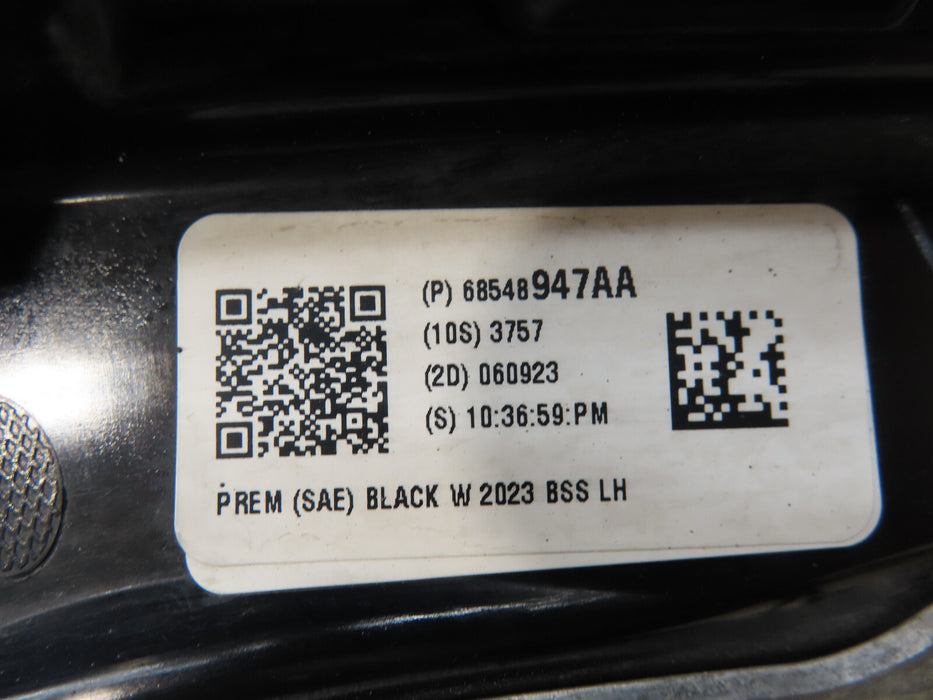 (P) 68548947AA
(10S) 3757
(2D) 060923
(S) 10:36:59:PM
PREM (SAE) BLACK W 2023 BSS LH